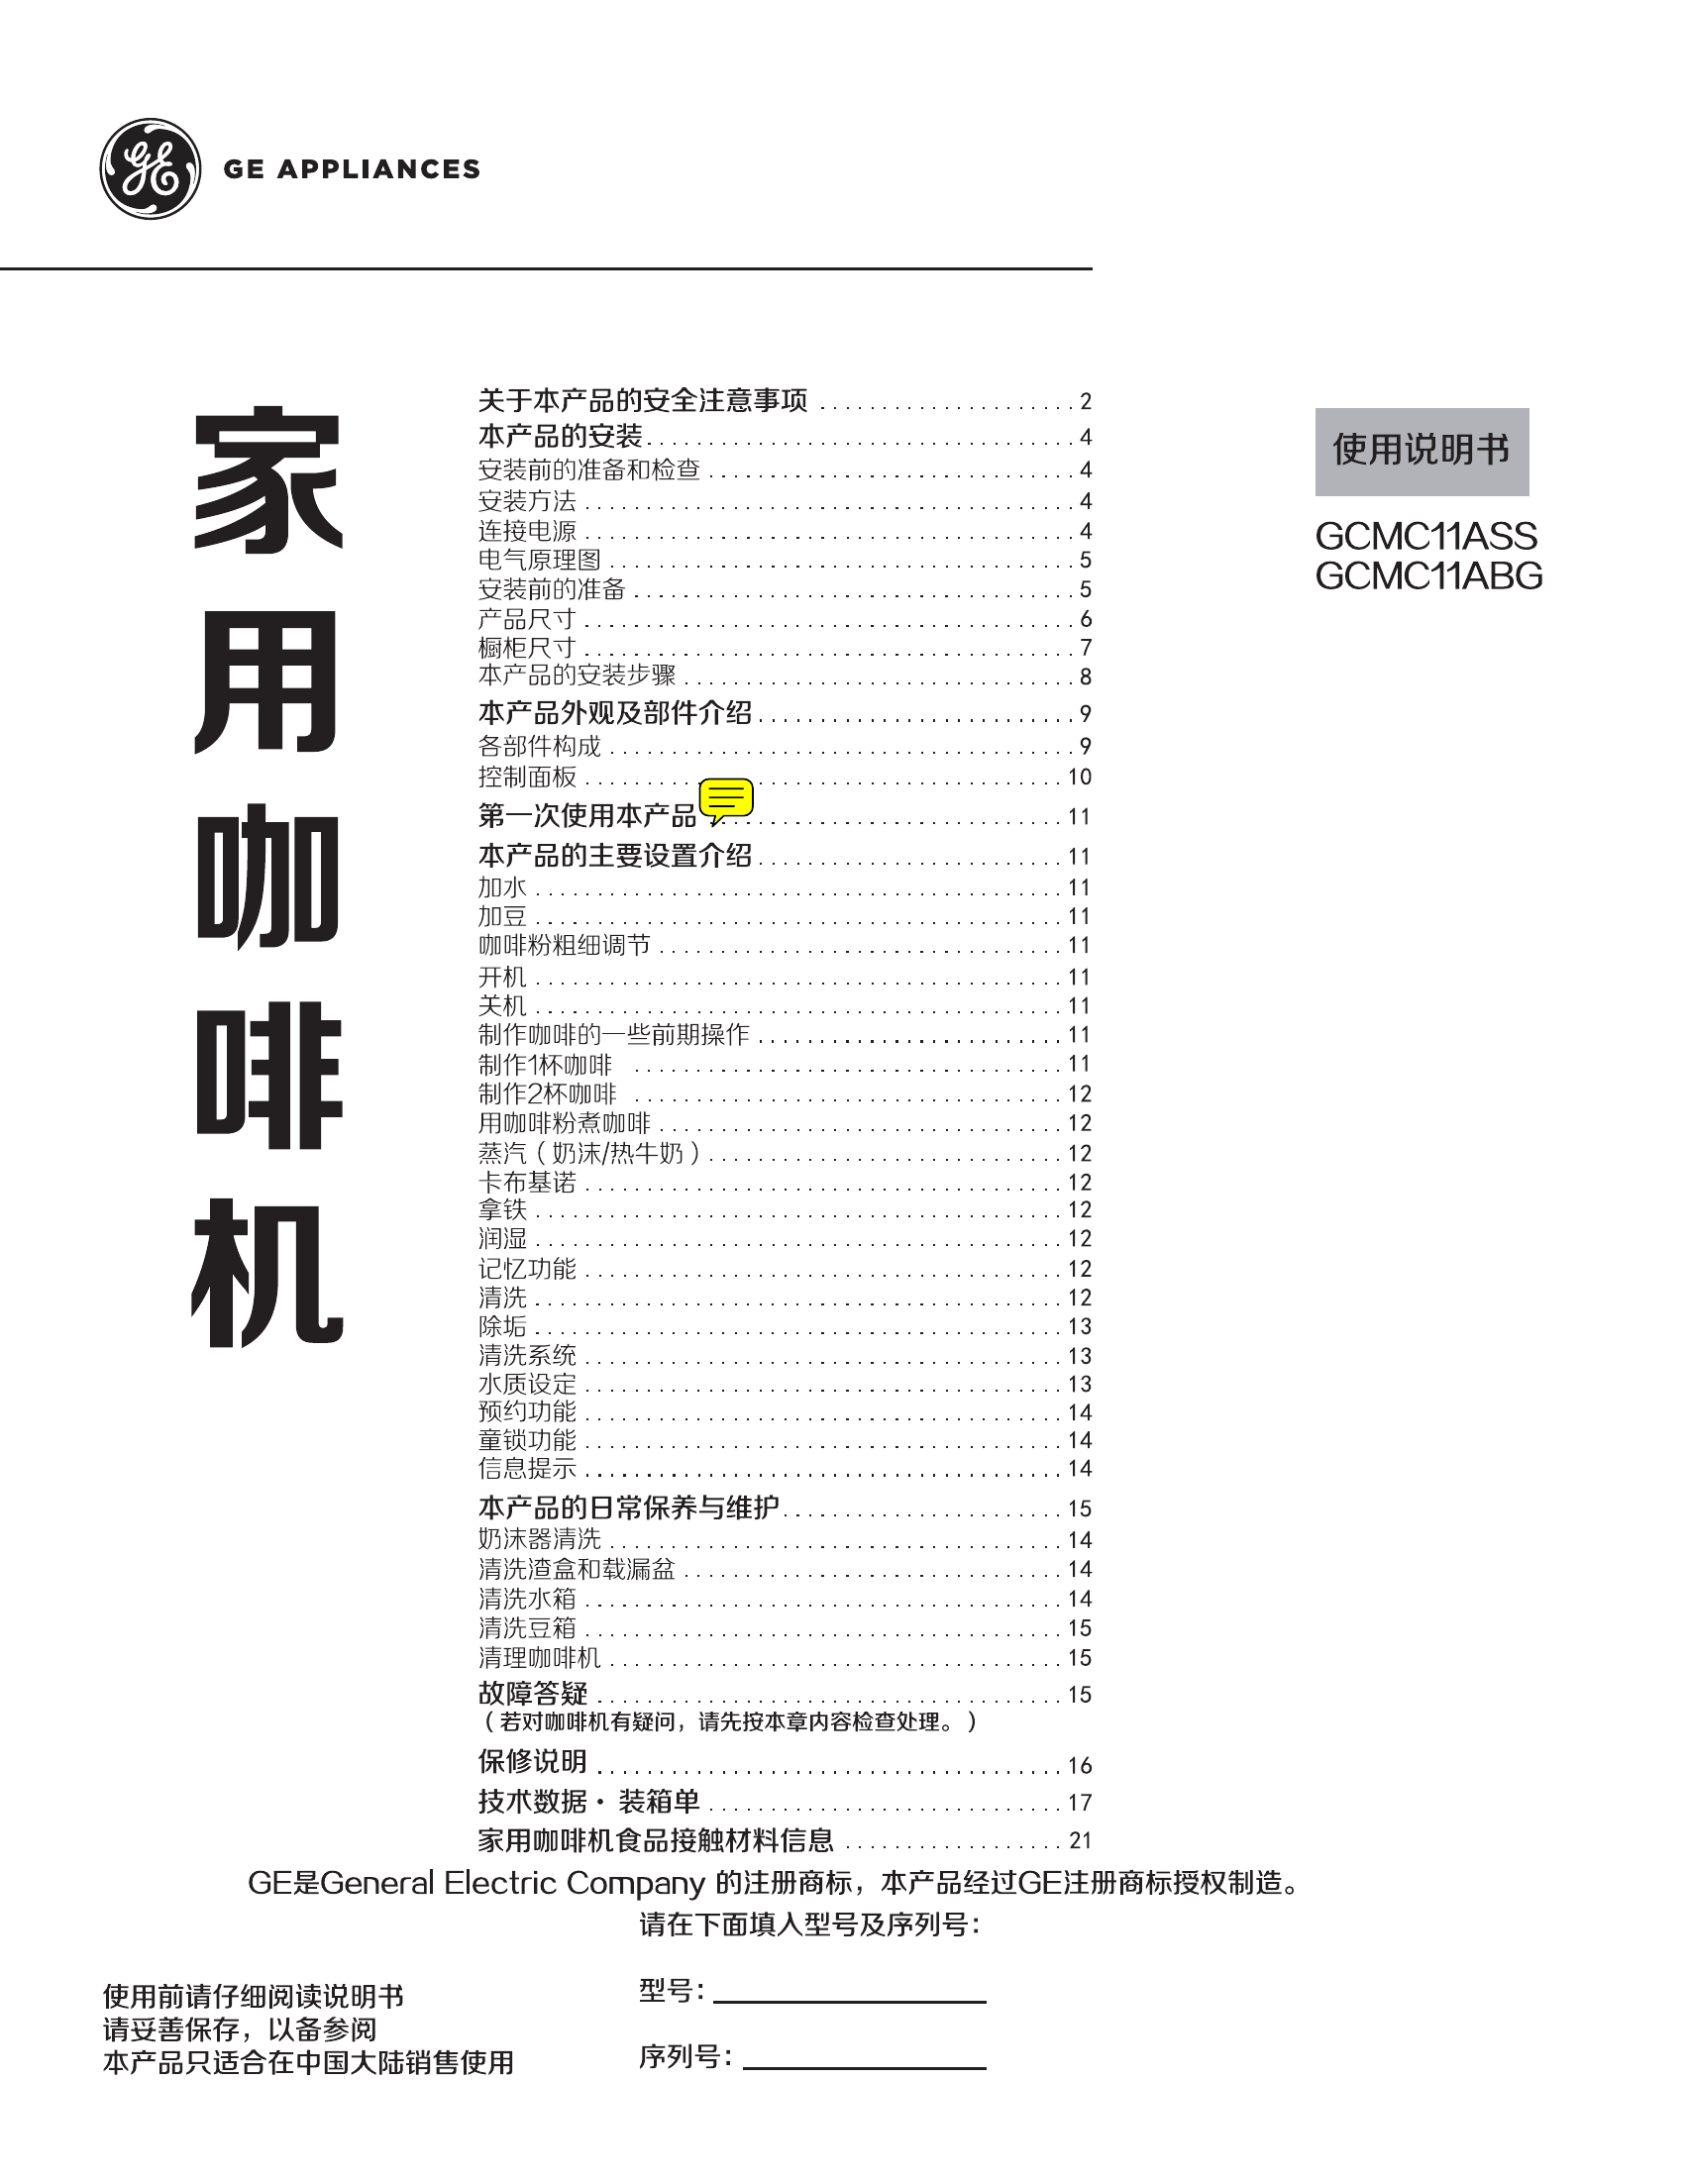 GE APPLIANCES
家用咖啡机
关于本产品的安全注意事项 2
本产品的安装 4
安装前的准备和检查 4
安装方法 4
连接电源 4
电气原理图 5
安装前的准备 5
产品尺寸 6
橱柜尺寸 7
本产品的安装步骤 8
本产品外观及部件介绍 9
各部件构成 9
控制面板 10
第一次使用本产品 11
本产品的主要设置介绍 11
加水 11
加豆 11
咖啡粉粗细调节 11
开机 11
关机 11
制作咖啡的一些前期操作 11
制作1杯咖啡 11
制作2杯咖啡 12
用咖啡粉煮咖啡 12
蒸汽（奶沫/热牛奶） 12
卡布基诺 12
拿铁 12
润湿 12
记忆功能 12
清洗 12
除垢 13
清洗系统 13
水质设定 13
预约功能 14
童锁功能 14
信息提示 14
本产品的日常保养与维护 15
奶沫器清洗 14
清洗渣盒和载漏盆 14
清洗水箱 14
清洗豆箱 15
清理咖啡机 15
故障答疑 15
（若对咖啡机有疑问，请先按本章内容检查处理。）
保修说明 16
技术数据· 装箱单 17
家用咖啡机食品接触材料信息 21
使用说明书
GCMC11ASS
GCMC11ABG
GE是General Electric Company 的注册商标，本产品经过GE注册商标授权制造。
请在下面填入型号及序列号：
型号：
序列号：
使用前请仔细阅读说明书
请妥善保存，以备参阅
本产品只适合在中国大陆销售使用